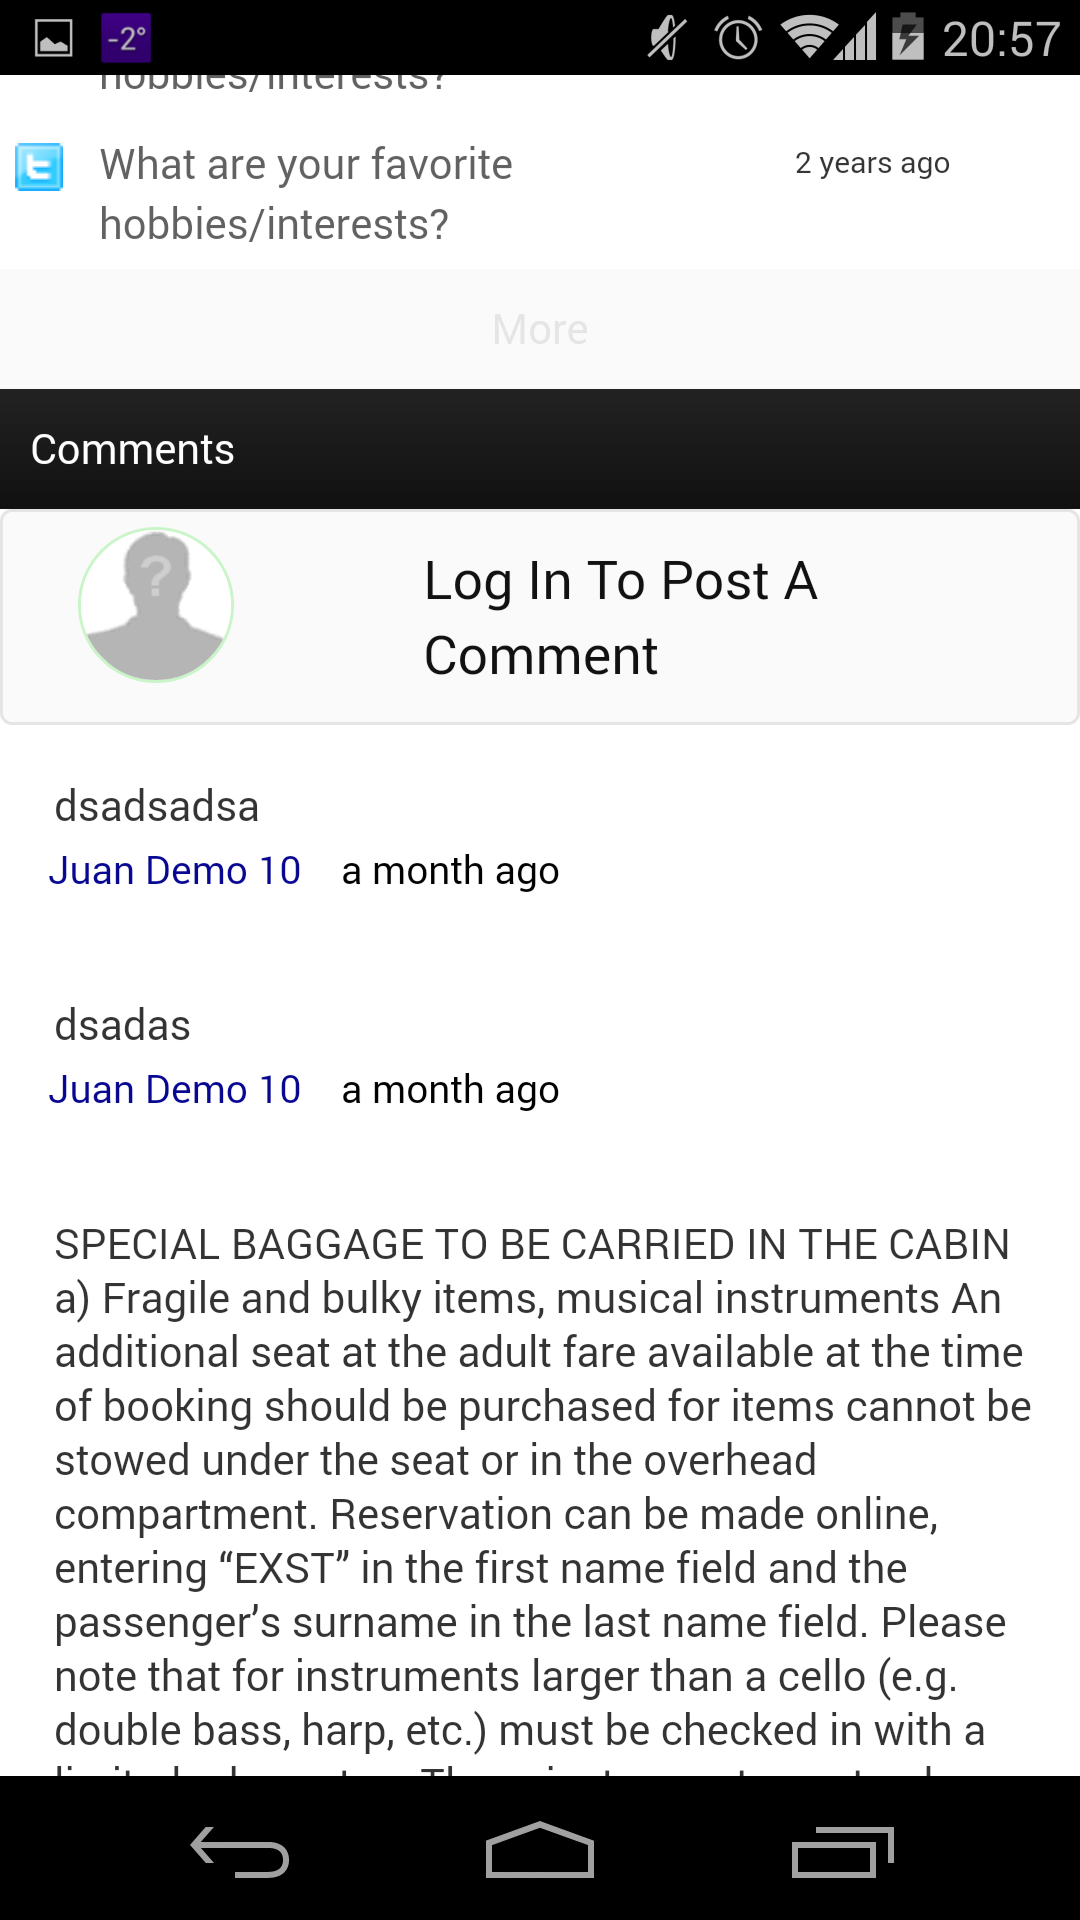 -2° 20:57
hobbies/interests?
What are your favorite 2 years ago
hobbies/interests?
More
Comments
?
Log In To Post A
Comment
dsadsadsa
Juan Demo 10 a month ago
dsadas
Juan Demo 10 a month ago
SPECIAL BAGGAGE TO BE CARRIED IN THE CABIN
a) Fragile and bulky items, musical instruments An
additional seat at the adult fare available at the time
of booking should be purchased for items cannot be
stowed under the seat or in the overhead
compartment. Reservation can be made online,
entering “EXST” in the first name field and the
passenger’s surname in the last name field. Please
note that for instruments larger than a cello (e.g.
double bass, harp, etc.) must be checked in with a